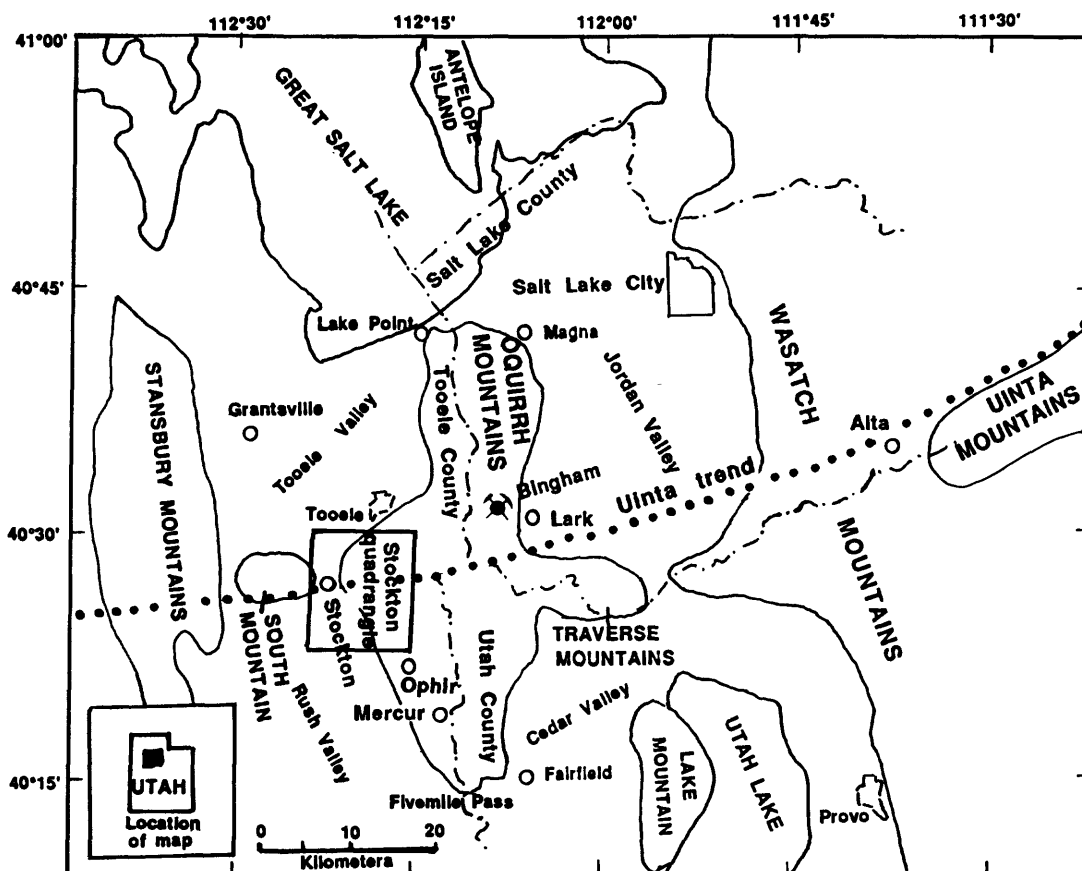 112°30'
112°15'
112°00'
111°45'
111°30'
41°00'
40°45'
40°30'
40°15'
GREAT SALT LAKE
ANTELOPE
ISLAND
Salt Lake County
Salt Lake City
Lake Point
Magna
WASATCH
MOUNTAINS
STANSBURY MOUNTAINS
Grantsville
Tooele Valley
Tooele County
OQUIRRH
MOUNTAINS
Jordan Valley
Alta
UINTA
MOUNTAINS
Bingham
Uinta trend
Lark
Tooele
Stockton
quadrangle
Stockton
SOUTH
MOUNTAIN
Rush Valley
Ophir
Mercur
Utah County
TRAVERSE
MOUNTAINS
Cedar Valley
Fairfield
LAKE
MOUNTAIN
UTAH LAKE
Provo
Fivemile Pass
UTAH
Location
of map
0 10 20
Kilometera